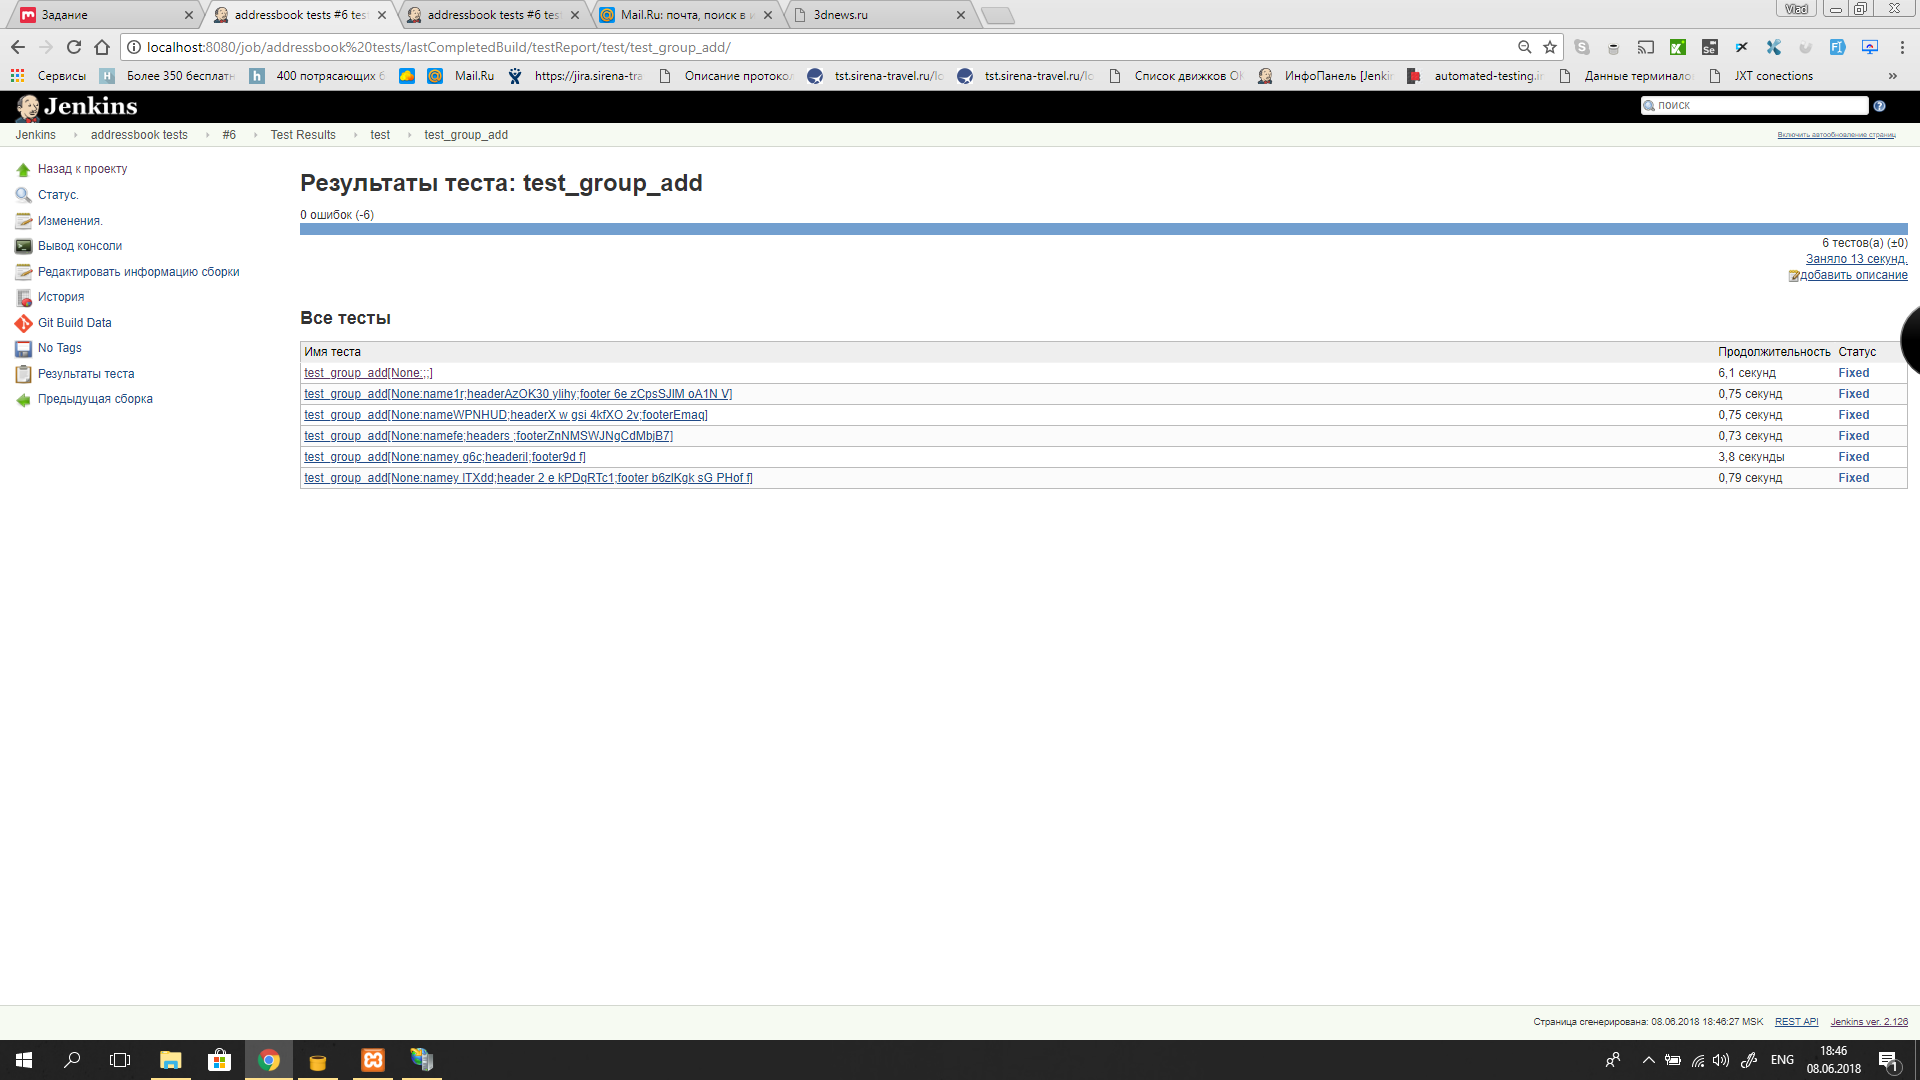 Задание
addressbook tests #6 tes
addressbook tests #6 tes
Mail.Ru: почта, поиск в и
3dnews.ru
Vlad
localhost:8080/job/addressbook%20tests/lastCompletedBuild/testReport/test/test_group_add/
Сервисы
Более 350 бесплатн
400 потрясающих б
Mail.Ru
https://jira.sirena-tra
Описание протокол
tst.sirena-travel.ru/lo
tst.sirena-travel.ru/lo
Список движков Ol
ИнфоПанель [Jenkin
automated-testing.in
Данные терминало
JXT conections
Jenkins
поиск
Jenkins
addressbook tests
#6
Test Results
test
test_group_add
Включить автообновление страниц
Назад к проекту
Статус.
Изменения.
Вывод консоли
Редактировать информацию сборки
История
Git Build Data
No Tags
Результаты теста
Предыдущая сборка
Результаты теста: test_group_add
0 ошибок (-6)
6 тестов(а) (±0)
Заняло 13 секунд.
добавить описание
Все тесты
Имя теста Продолжительность Статус
test_group_add[None:;;] 6,1 секунд Fixed
test_group_add[None:name1r;headerAzOK30 ylihy;footer 6e zCpsSJlM oA1N V] 0,75 секунд Fixed
test_group_add[None:nameWPNHUD;headerX w gsi 4kfXO 2v;footerEmaq] 0,75 секунд Fixed
test_group_add[None:namefe;headers ;footerZnNMSWJNgCdMbjB7] 0,73 секунд Fixed
test_group_add[None:namey g6c;headeril;footer9d f] 3,8 секунды Fixed
test_group_add[None:namey lTXdd;header 2 e kPDqRTc1;footer b6zlKgk sG PHof f] 0,79 секунд Fixed
Страница сгенерирована: 08.06.2018 18:46:27 MSK
REST API
Jenkins ver. 2.126
ENG
18:46
08.06.2018
1